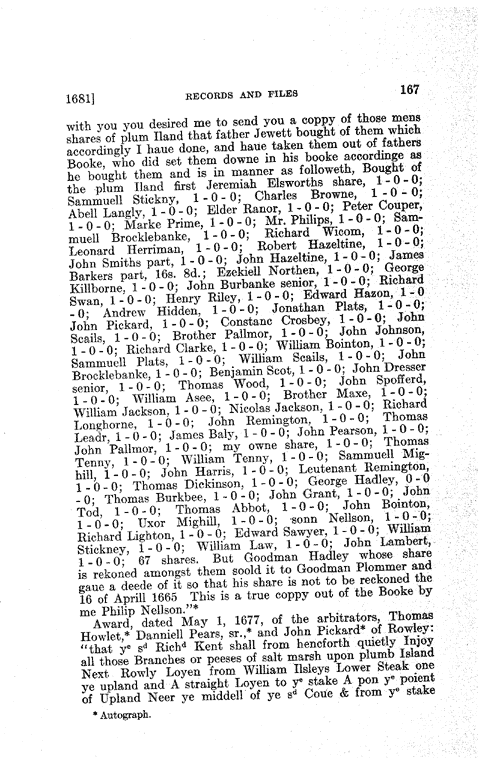 1681] RECORDS AND FILES 167
with you you desired me to send you a coppy of those mens
shares of plum Iland that father Jewett bought of them which
accordingly I haue done, and haue taken them out of fathers
Booke, who did set them downe in his booke accordinge as
he bought them and is in manner as followeth, Bought of
the plum Iland first Jeremiah Elsworths share, 1 - 0 - 0;
Sammuell Stickny, 1 - 0 - 0; Charles Browne, 1 - 0 - 0;
Abell Langly, 1 - 0 - 0; Elder Ranor, 1 - 0 - 0; Peter Couper,
1 - 0 - 0; Marke Prime, 1 - 0 - 0; Mr. Philips, 1 - 0 - 0; Sam-
muell Brocklebanke, 1 - 0 - 0; Richard Wicom, 1 - 0 - 0;
Leonard Herriman, 1 - 0 - 0; Robert Hazeltine, 1 - 0 - 0;
John Smiths part, 1 - 0 - 0; John Hazeltine, 1 - 0 - 0; James
Barkers part, 16s. 8d.; Ezekiell Northen, 1 - 0 - 0; George
Killborne, 1 - 0 - 0; John Burbanke senior, 1 - 0 - 0; Richard
Swan, 1 - 0 - 0; Henry Riley, 1 - 0 - 0; Edward Hazon, 1 - 0
- 0; Andrew Hidden, 1 - 0 - 0; Jonathan Plats, 1 - 0 - 0;
John Pickard, 1 - 0 - 0; Constanc Crosbey, 1 - 0 - 0; John
Scails, 1 - 0 - 0; Brother Pallmor, 1 - 0 - 0; John Johnson,
1 - 0 - 0; Richard Clarke, 1 - 0 - 0; William Bointon, 1 - 0 - 0;
Sammuell Plats, 1 - 0 - 0; William Scails, 1 - 0 - 0; John
Brocklebanke, 1 - 0 - 0; Benjamin Scot, 1 - 0 - 0; John Dresser
senior, 1 - 0 - 0; Thomas Wood, 1 - 0 - 0; John Spofferd,
1 - 0 - 0; William Asee, 1 - 0 - 0; Brother Maxe, 1 - 0 - 0;
William Jackson, 1 - 0 - 0; Nicolas Jackson, 1 - 0 - 0; Richard
Longhorne, 1 - 0 - 0; John Remington, 1 - 0 - 0; Thomas
Leadr, 1 - 0 - 0; James Baly, 1 - 0 - 0; John Pearson, 1 - 0 - 0;
John Pallmor, 1 - 0 - 0; my owne share, 1 - 0 - 0; Thomas
Tenny, 1 - 0 - 0; William Tenny, 1 - 0 - 0; Sammuell Mig-
hill, 1 - 0 - 0; John Harris, 1 - 0 - 0; Leutenant Remington,
1 - 0 - 0; Thomas Dickinson, 1 - 0 - 0; George Hadley, 0 - 0
- 0; Thomas Burkbee, 1 - 0 - 0; John Grant, 1 - 0 - 0; John
Tod, 1 - 0 - 0; Thomas Abbot, 1 - 0 - 0; John Bointon,
1 - 0 - 0; Uxor Mighill, 1 - 0 - 0; sonn Nellson, 1 - 0 - 0;
Richard Lighton, 1 - 0 - 0; Edward Sawyer, 1 - 0 - 0; William
Stickney, 1 - 0 - 0; William Law, 1 - 0 - 0; John Lambert,
1 - 0 - 0; 67 shares. But Goodman Hadley whose share
is rekoned amongst them soold it to Goodman Plommer and
gaue a deede of it so that his share is not to be reckoned the
16 of Aprill 1665 This is a true coppy out of the Booke by
me Philip Nellson."*
Award, dated May 1, 1677, of the arbitrators, Thomas
Howlet,* Danniell Pears, sr.,* and John Pickard* of Rowley:
"that yᵉ sᵈ Richᵈ Kent shall from hencforth quietly Injoy
all those Branches or peeses of salt marsh upon plumb Island
Next Rowly Loyen from William Ilsleys Lower Steak one
ye upland and A straight Loyen to yᵉ stake A pon yᵉ poient
of Upland Neer ye middell of ye sᵈ Coue & from yᵉ stake
* Autograph.